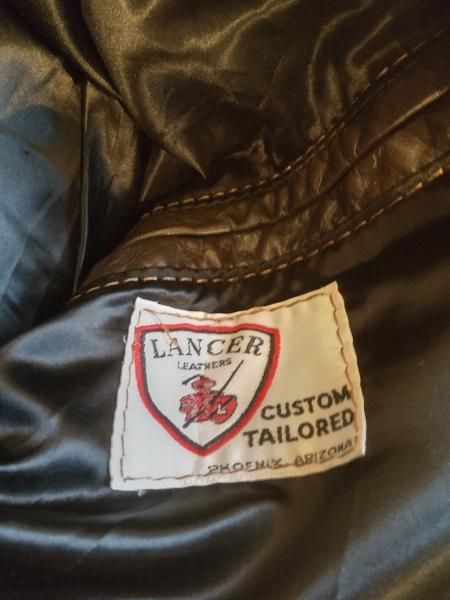 LANCER
LEATHERS
CUSTOM
TAILORED
PHOENIX, ARIZONA